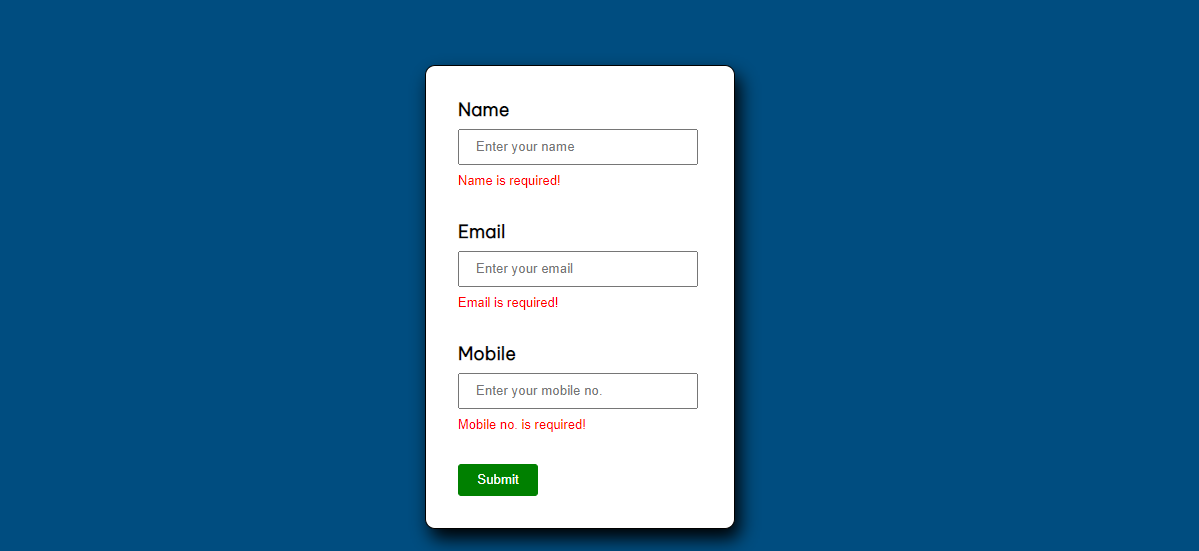 Name
Enter your name
Name is required!
Email
Enter your email
Email is required!
Mobile
Enter your mobile no.
Mobile no. is required!
Submit